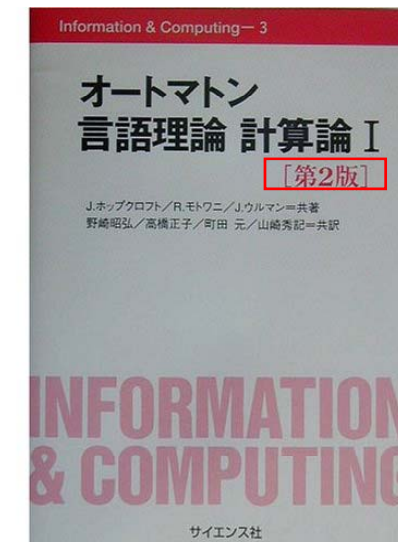 Information & Computing— 3
オートマトン
言語理論 計算論 I
[第2版]
J.ホップクロフト/R.モトワニ/J.ウルマン=共著
野崎昭弘/高橋正子/町田 元/山崎秀記=共訳
INFORMATION
& COMPUTING
サイエンス社